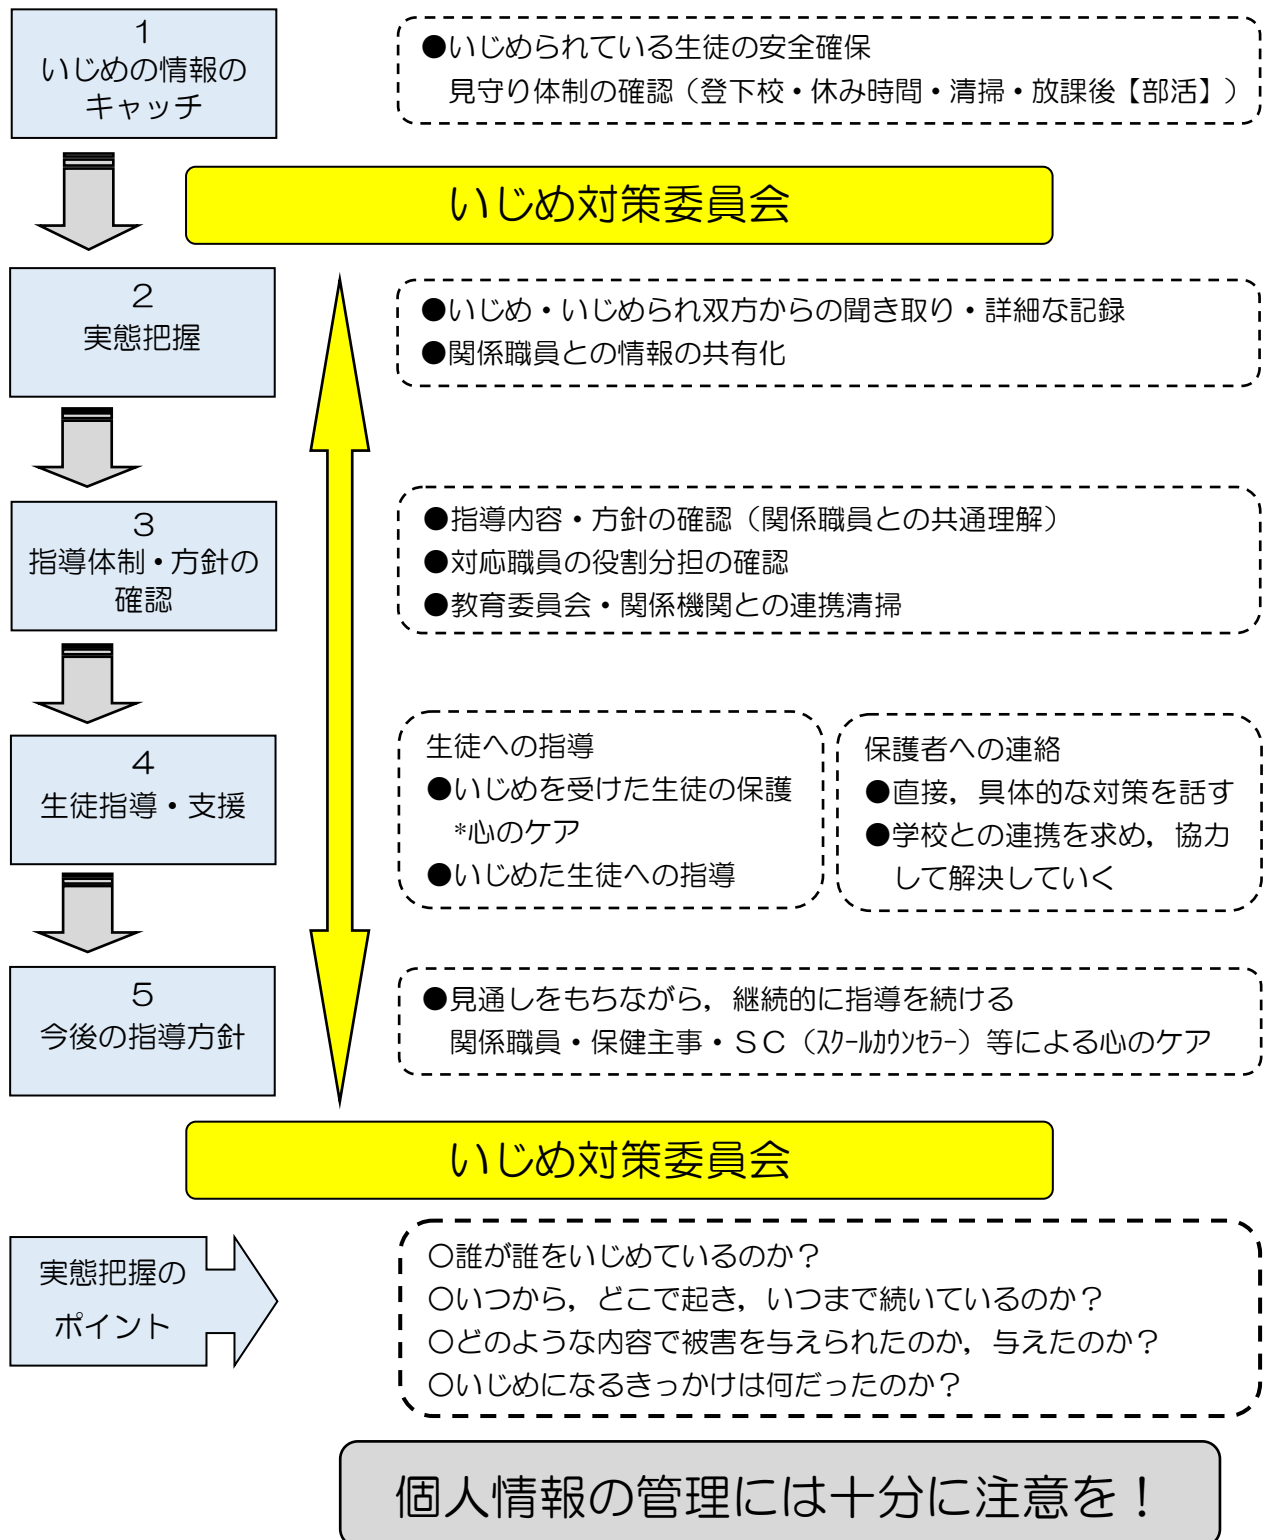 1
いじめの情報の
キャッチ
●いじめられている生徒の安全確保
見守り体制の確認（登下校・休み時間・清掃・放課後【部活】）
いじめ対策委員会
2
実態把握
●いじめ・いじめられ双方からの聞き取り・詳細な記録
●関係職員との情報の共有化
3
指導体制・方針の
確認
●指導内容・方針の確認（関係職員との共通理解）
●対応職員の役割分担の確認
●教育委員会・関係機関との連携清掃
4
生徒指導・支援
生徒への指導
●いじめを受けた生徒の保護
*心のケア
●いじめた生徒への指導
保護者への連絡
●直接，具体的な対策を話す
●学校との連携を求め，協力
して解決していく
5
今後の指導方針
●見通しをもちながら，継続的に指導を続ける
関係職員・保健主事・ＳＣ（ｽｸｰﾙｶｳﾝｾﾗｰ）等による心のケア
いじめ対策委員会
実態把握の
ポイント
○誰が誰をいじめているのか？
○いつから，どこで起き，いつまで続いているのか？
○どのような内容で被害を与えられたのか，与えたのか？
○いじめになるきっかけは何だったのか？
個人情報の管理には十分に注意を！